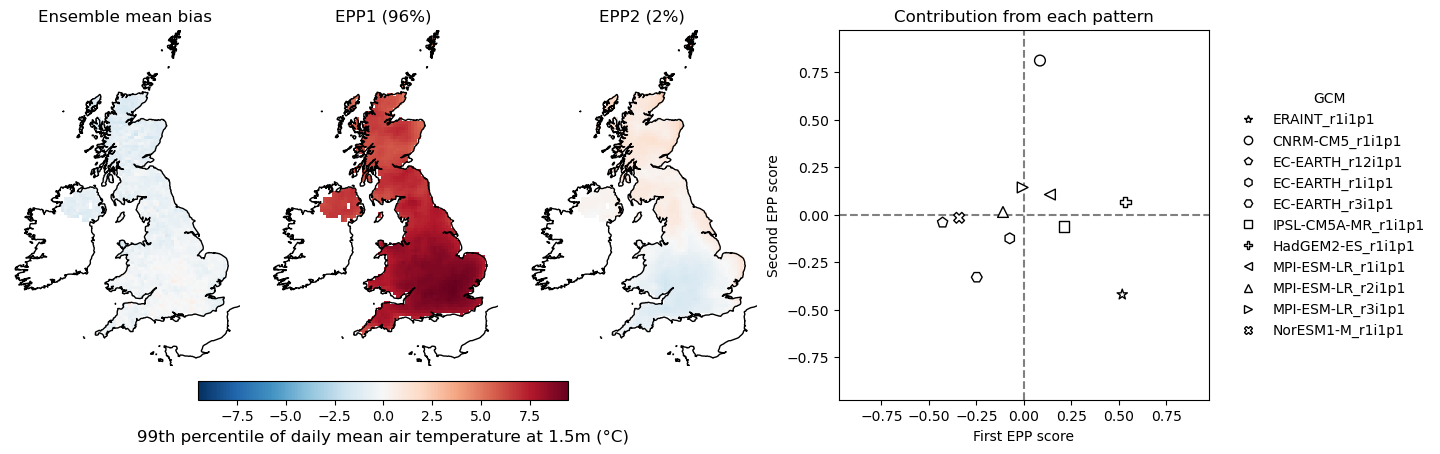 Ensemble mean bias
EPP1 (96%)
EPP2 (2%)
Contribution from each pattern
−7.5 −5.0 −2.5 0.0 2.5 5.0 7.5
99th percentile of daily mean air temperature at 1.5m (°C)
Second EPP score
0.75
0.50
0.25
0.00
−0.25
−0.50
−0.75
−0.75 −0.50 −0.25 0.00 0.25 0.50 0.75
First EPP score
GCM
ERAINT_r1i1p1
CNRM-CM5_r1i1p1
EC-EARTH_r12i1p1
EC-EARTH_r1i1p1
EC-EARTH_r3i1p1
IPSL-CM5A-MR_r1i1p1
HadGEM2-ES_r1i1p1
MPI-ESM-LR_r1i1p1
MPI-ESM-LR_r2i1p1
MPI-ESM-LR_r3i1p1
NorESM1-M_r1i1p1